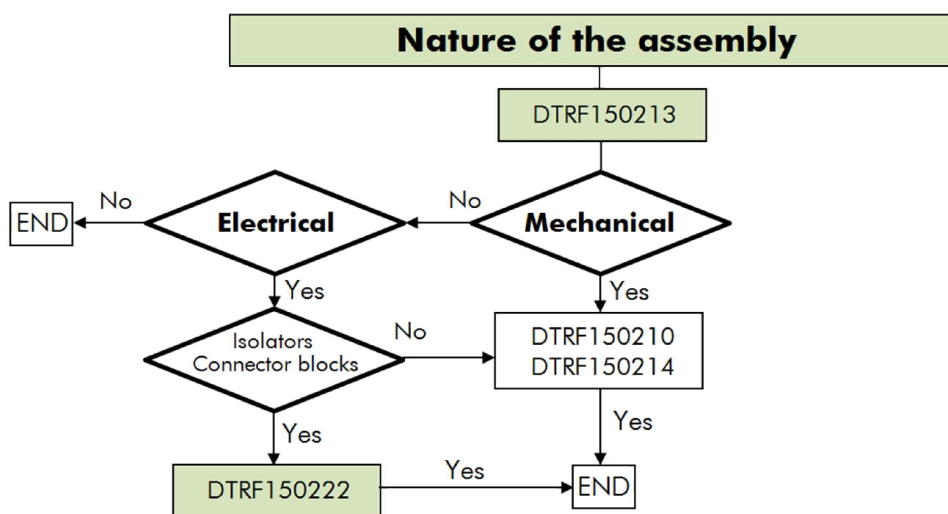 Nature of the assembly
DTRF150213
No
No
END
Electrical
Mechanical
Yes
Yes
Isolators
Connector blocks
No
DTRF150210
DTRF150214
Yes
Yes
DTRF150222
Yes
END